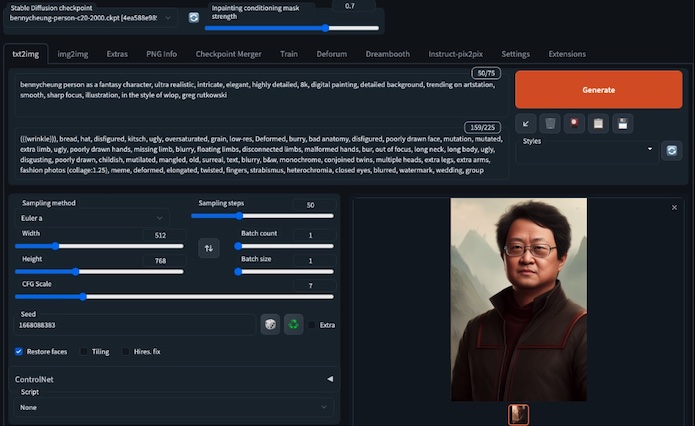 Stable Diffusion checkpoint
bennycheung-person-c20-2000.ckpt [4ea588e98
Inpainting conditioning mask
strength
0.7
txt2img img2img Extras PNG Info Checkpoint Merger Train Deforum Dreambooth Instruct-pix2pix Settings Extensions
50/75
bennycheung person as a fantasy character, ultra realistic, intricate, elegant, highly detailed, 8k, digital painting, detailed background, trending on artstation,
smooth, sharp focus, illustration, in the style of wlop, greg rutkowski
Generate
159/225
(((wrinkle))), bread, hat, disfigured, kitsch, ugly, oversaturated, grain, low-res, Deformed, blurry, bad anatomy, disfigured, poorly drawn face, mutation, mutated,
extra limb, ugly, poorly drawn hands, missing limb, blurry, floating limbs, disconnected limbs, malformed hands, bur, out of focus, long neck, long body, ugly,
disgusting, poorly drawn, childish, mutilated, mangled, old, surreal, text, blurry, b&w, monochrome, conjoined twins, multiple heads, extra legs, extra arms,
fashion photos (collage:1.25), meme, deformed, elongated, twisted, fingers, strabismus, heterochromia, closed eyes, blurred, watermark, wedding, group
Styles
Sampling method
Euler a
Sampling steps
50
Width
512
Batch count
1
Height
768
Batch size
1
CFG Scale
7
Seed
1668088383
Extra
Restore faces Tiling Hires. fix
ControlNet
Script
None